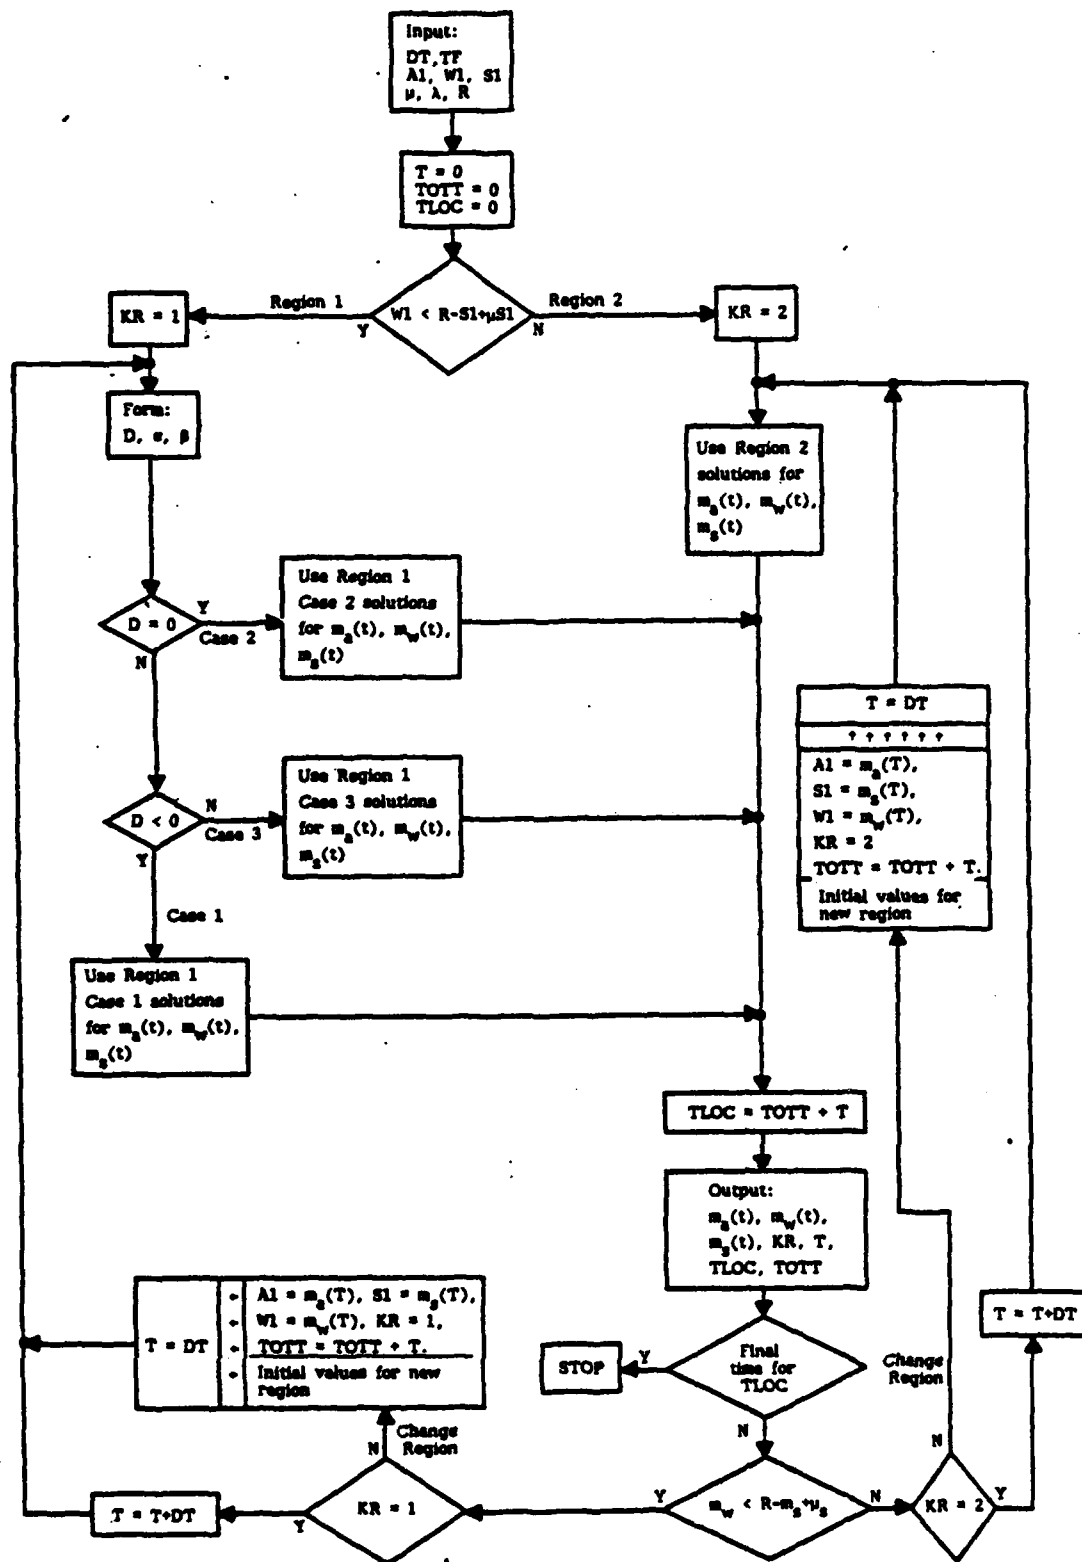 Input:
DT,TF
A1, W1, S1
μ, λ, R
T = 0
TOTT = 0
TLOC = 0
Region 1
W1 < R-S1+μS1
Region 2
Y
N
KR = 1
KR = 2
Form:
D, α, β
Use Region 2
solutions for
m_a(t), m_w(t),
m_s(t)
D = 0
Y
Case 2
N
Use Region 1
Case 2 solutions
for m_a(t), m_w(t),
m_s(t)
D < 0
N
Case 3
Y
Use Region 1
Case 3 solutions
for m_a(t), m_w(t),
m_s(t)
T = DT
↑ ↑ ↑ ↑ ↑ ↑
A1 = m_a(T),
S1 = m_s(T),
W1 = m_w(T),
KR = 2
TOTT = TOTT + T.
Initial values for
new region
Case 1
Use Region 1
Case 1 solutions
for m_a(t), m_w(t),
m_s(t)
TLOC = TOTT + T
Output:
m_a(t), m_w(t),
m_s(t), KR, T,
TLOC, TOTT
T = DT
A1 = m_a(T), S1 = m_s(T),
W1 = m_w(T), KR = 1,
TOTT = TOTT + T.
Initial values for new
region
STOP
Y
Final
time for
TLOC
N
Change
Region
T = T+DT
N
Change
Region
T = T+DT
Y
KR = 1
Y
m_w < R-m_s+μ_s
N
N
KR = 2
Y